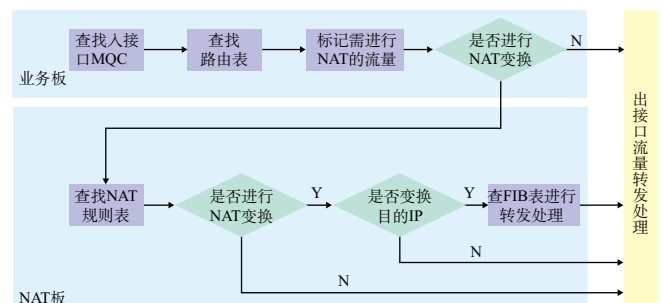 查找入接
口MQC
查找
路由表
标记需进行
NAT的流量
是否进行
NAT变换
N
业务板
查找NAT
规则表
是否进行
NAT变换
Y
是否变换
目的IP
Y
查FIB表进行
转发处理
N
N
NAT板
出接口流量转发处理